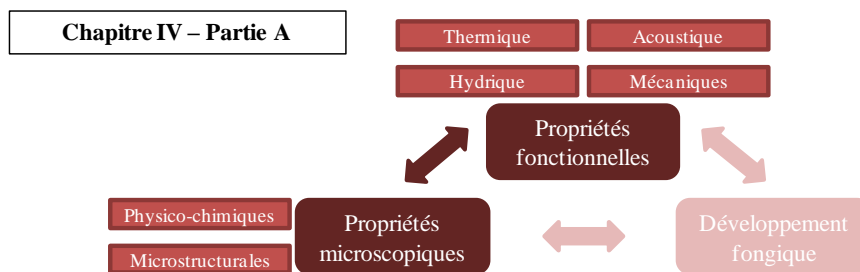 Chapitre IV – Partie A
Thermique
Acoustique
Hydrique
Mécaniques
Propriétés
fonctionnelles
Physico-chimiques
Microstructurales
Propriétés
microscopiques
Développement
fongique